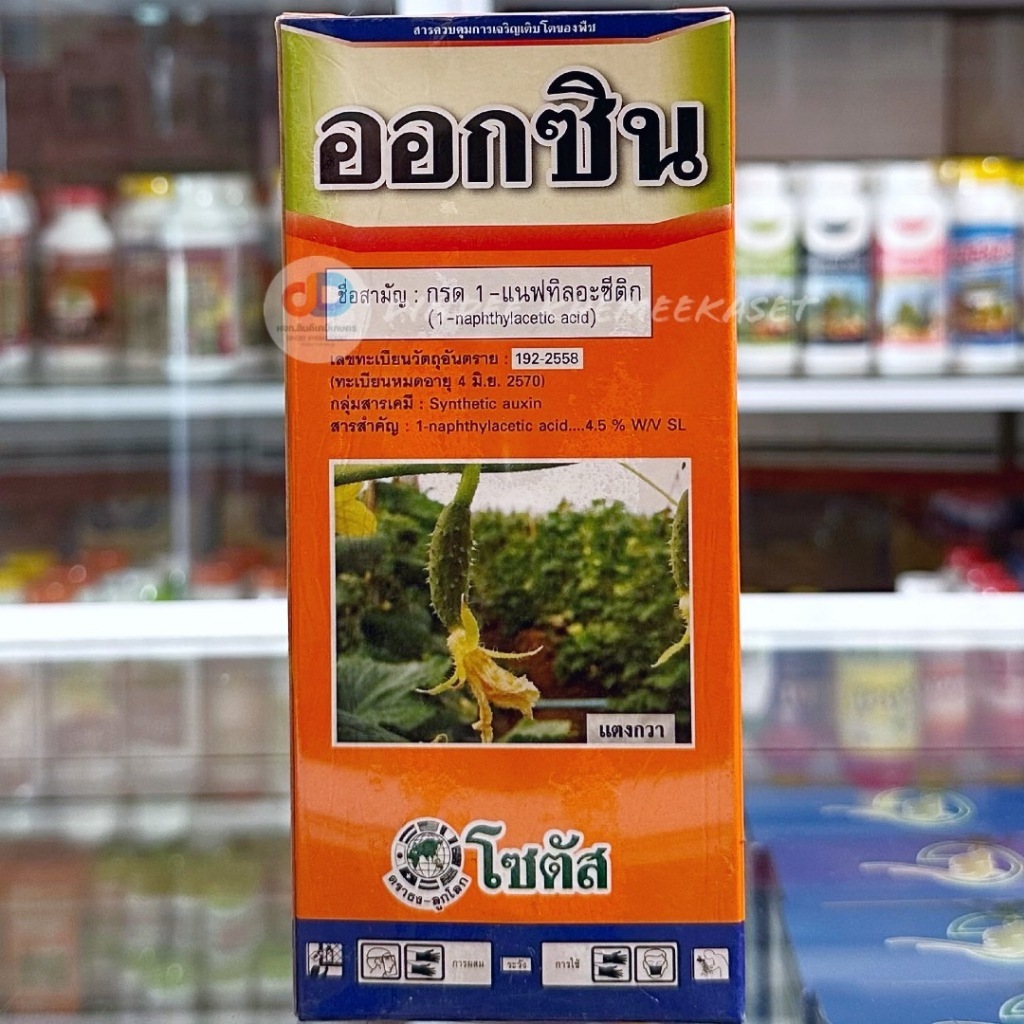 สารควบคุมการเจริญเติบโตของพืช
ออกซิน
ชื่อสามัญ : กรด 1-แนฟทิลอะซีติก
(1-naphthylacetic acid)
เลขทะเบียนวัตถุอันตราย : 192-2558
(ทะเบียนหมดอายุ 4 มิ.ย. 2570)
กลุ่มสารเคมี : Synthetic auxin
สารสำคัญ : 1-naphthylacetic acid....4.5 % W/V SL
แตงกวา
โซตัส
ตราธง-ลูกโลก
การผสม ระวัง การใช้